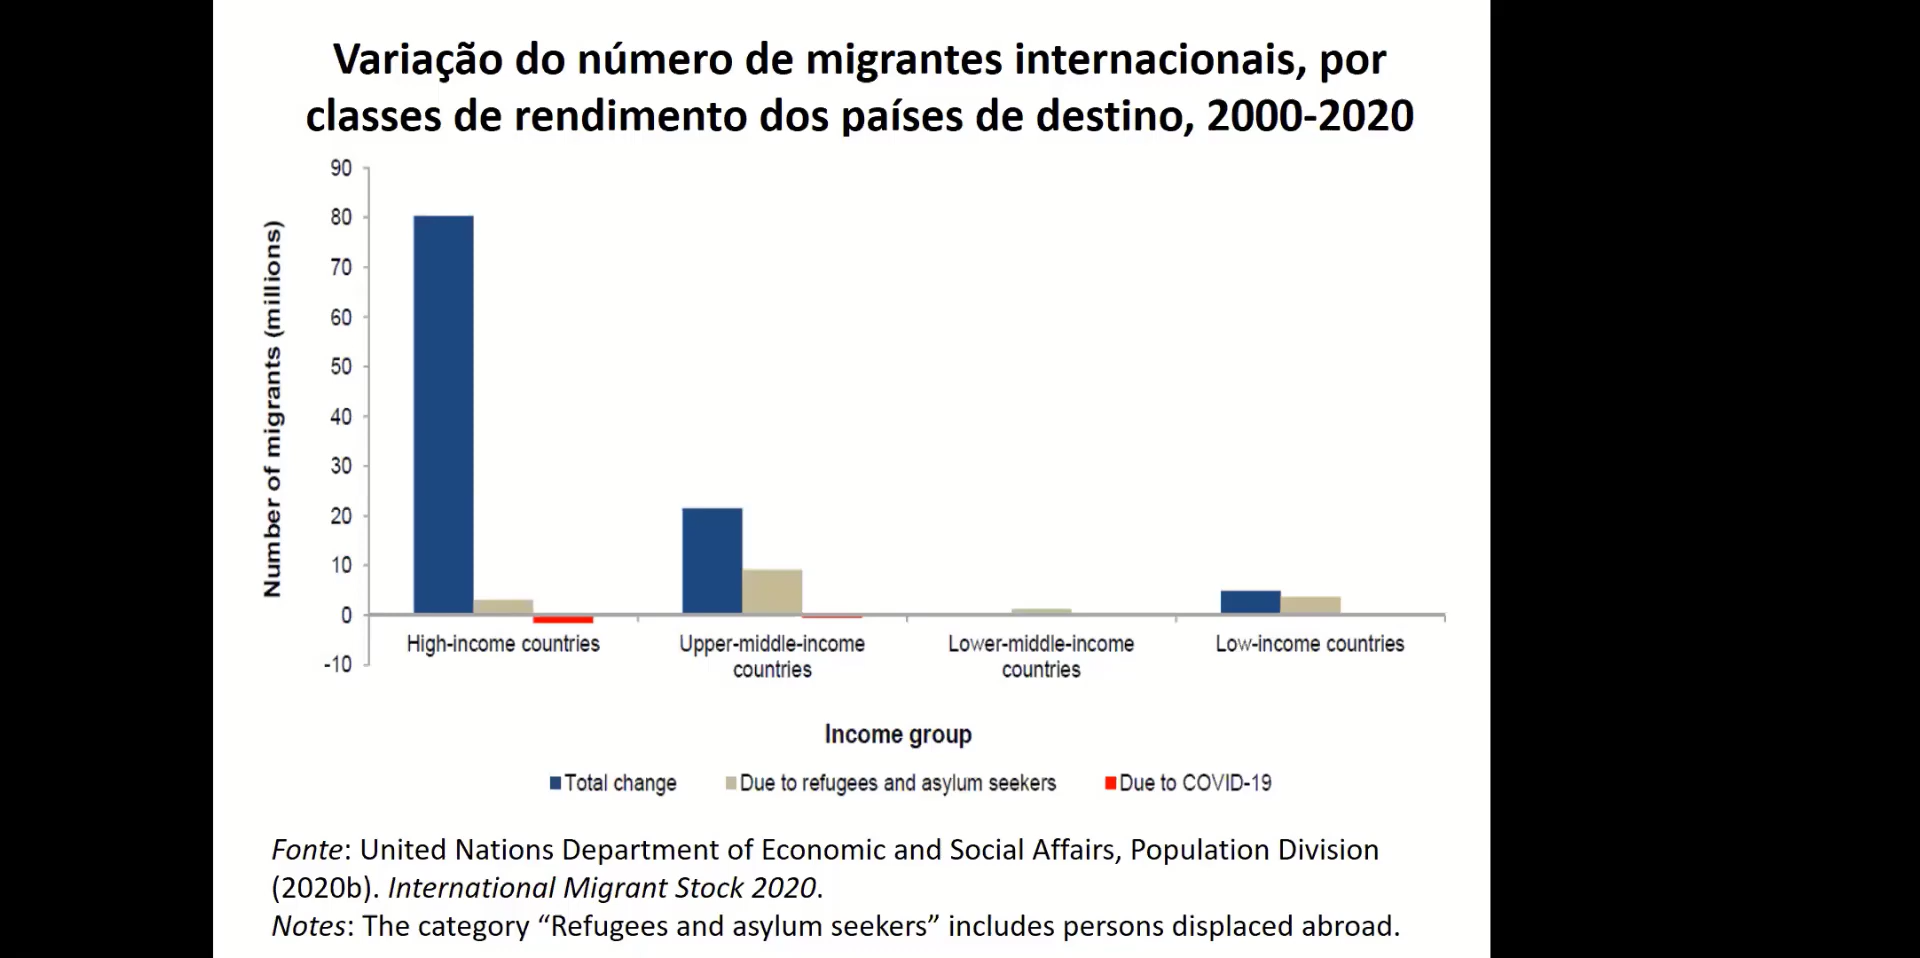 Variação do número de migrantes internacionais, por
classes de rendimento dos países de destino, 2000-2020
90
80
70
60
50
40
30
20
10
0
-10
Number of migrants (millions)
High-income countries
Upper-middle-income
countries
Lower-middle-income
countries
Low-income countries
Income group
Total change
Due to refugees and asylum seekers
Due to COVID-19
Fonte: United Nations Department of Economic and Social Affairs, Population Division
(2020b). International Migrant Stock 2020.
Notes: The category “Refugees and asylum seekers” includes persons displaced abroad.